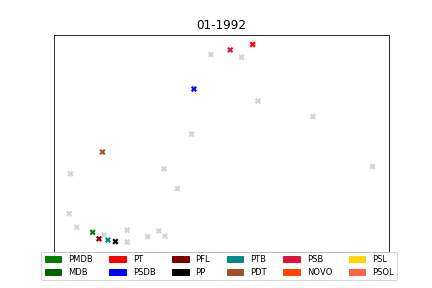 01-1992
PMDB PT PFL PTB PSB PSL
MDB PSDB PP PDT NOVO PSOL